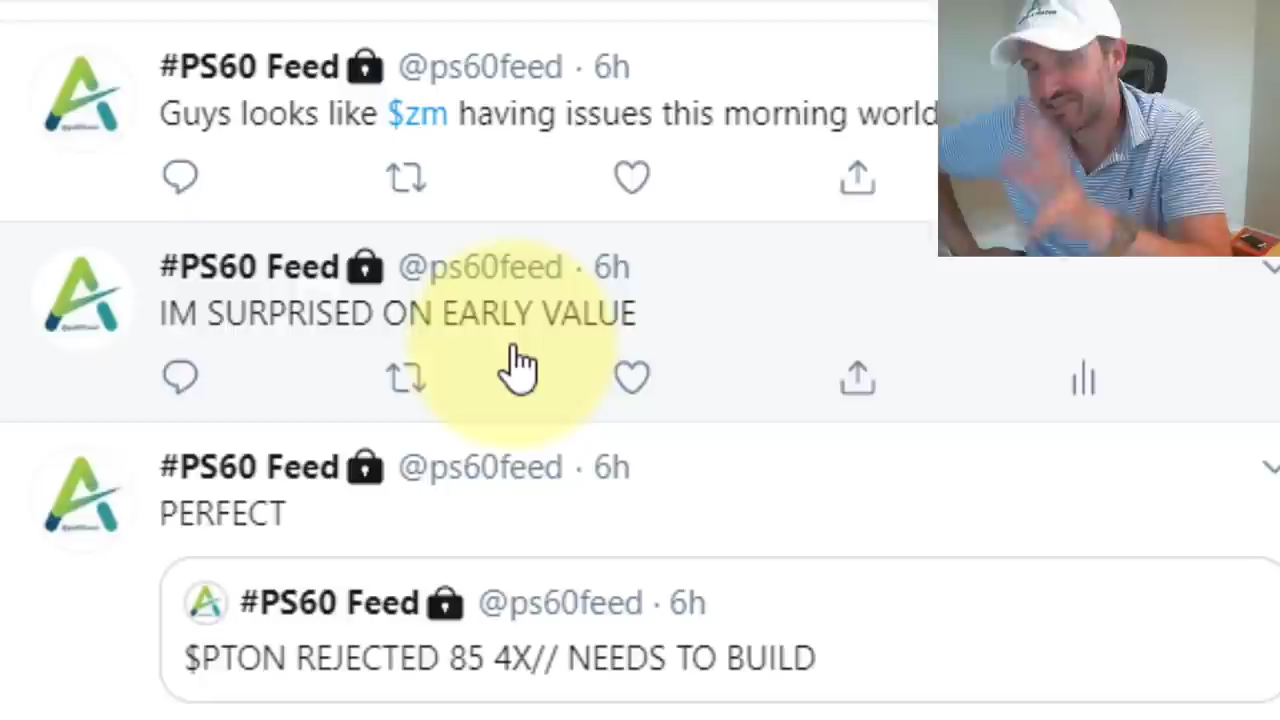 #PS60 Feed @ps60feed · 6h
Guys looks like $zm having issues this morning world
#PS60 Feed @ps60feed · 6h
IM SURPRISED ON EARLY VALUE
#PS60 Feed @ps60feed · 6h
PERFECT
#PS60 Feed @ps60feed · 6h
$PTON REJECTED 85 4X// NEEDS TO BUILD